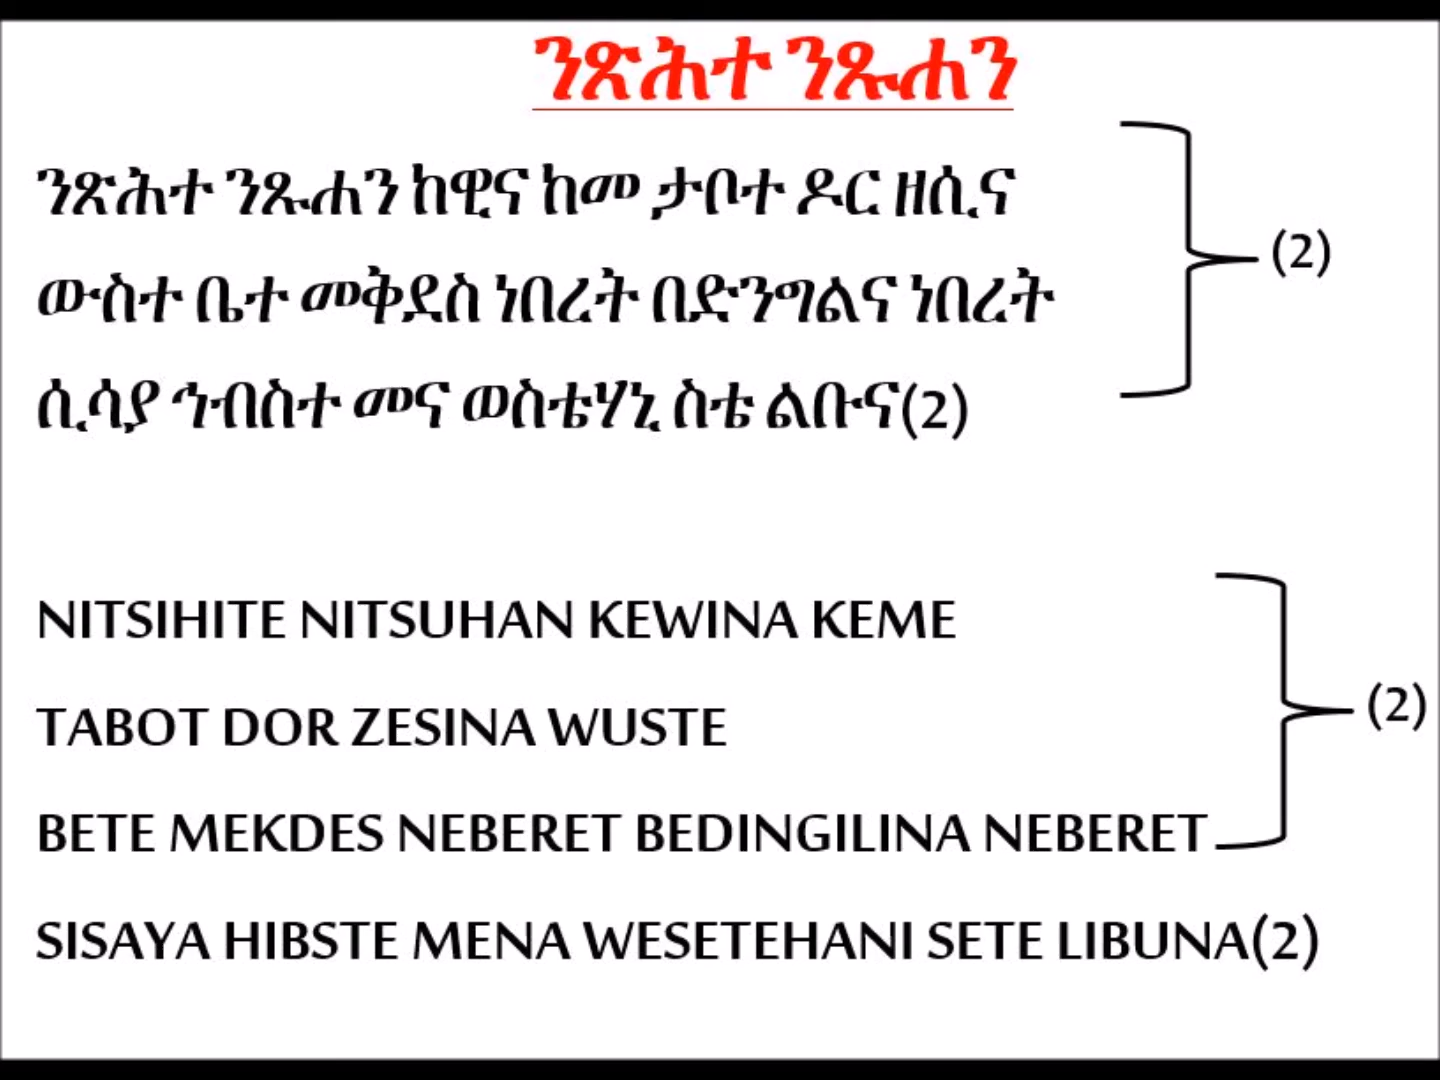 ንጽሕተ ንጹሐን
ንጽሕተ ንጹሐን ከዊና ከመ ታቦተ ዶር ዘሲና
(2)
ውስተ ቤተ መቅደስ ነበረት በድንግልና ነበረት
ሲሳያ ኅብስተ መና ወስቴሃኒ ስቴ ልቡና(2)
NITSIHITE NITSUHAN KEWINA KEME
TABOT DOR ZESINA WUSTE
(2)
BETE MEKDES NEBERET BEDINGILINA NEBERET
SISAYA HIBSTE MENA WESETEHANI SETE LIBUNA(2)